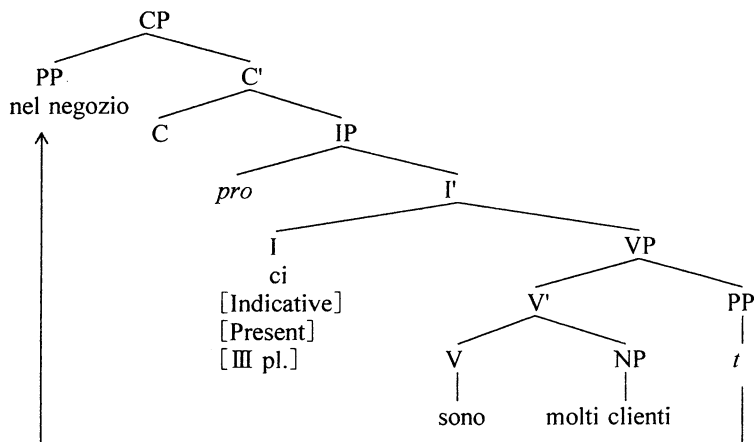 CP
PP C'
nel negozio
C IP
pro I'
I VP
ci
[Indicative] V' PP
[Present]
[III pl.] V NP t
sono molti clienti